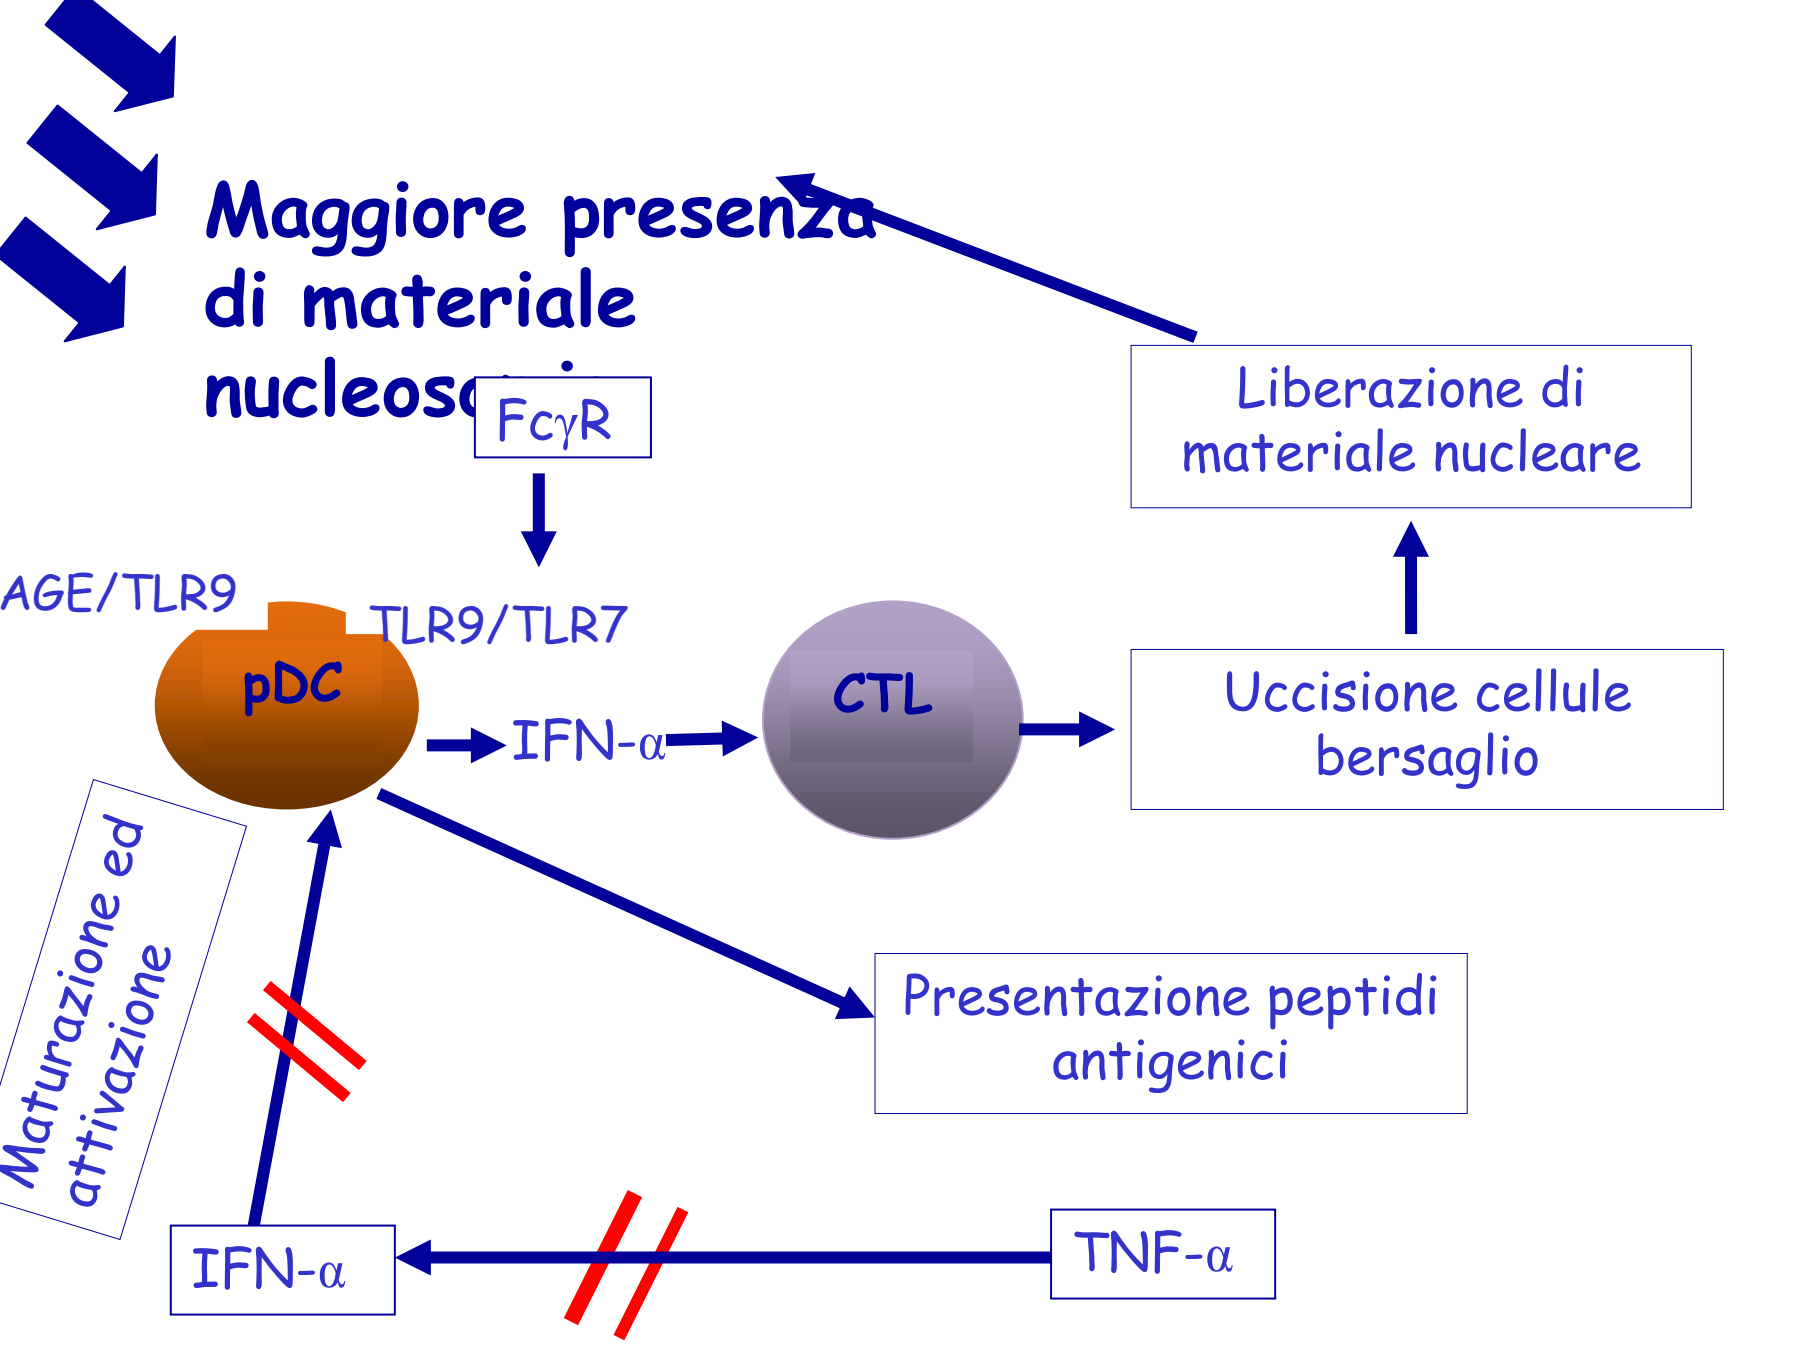 Maggiore presenza
di materiale
FcγR
Liberazione di
materiale nucleare
AGE/TLR9
TLR9/TLR7
pDC
CTL
IFN-α
Uccisione cellule
bersaglio
Maturazione ed
attivazione
Presentazione peptidi
antigenici
IFN-α
TNF-α